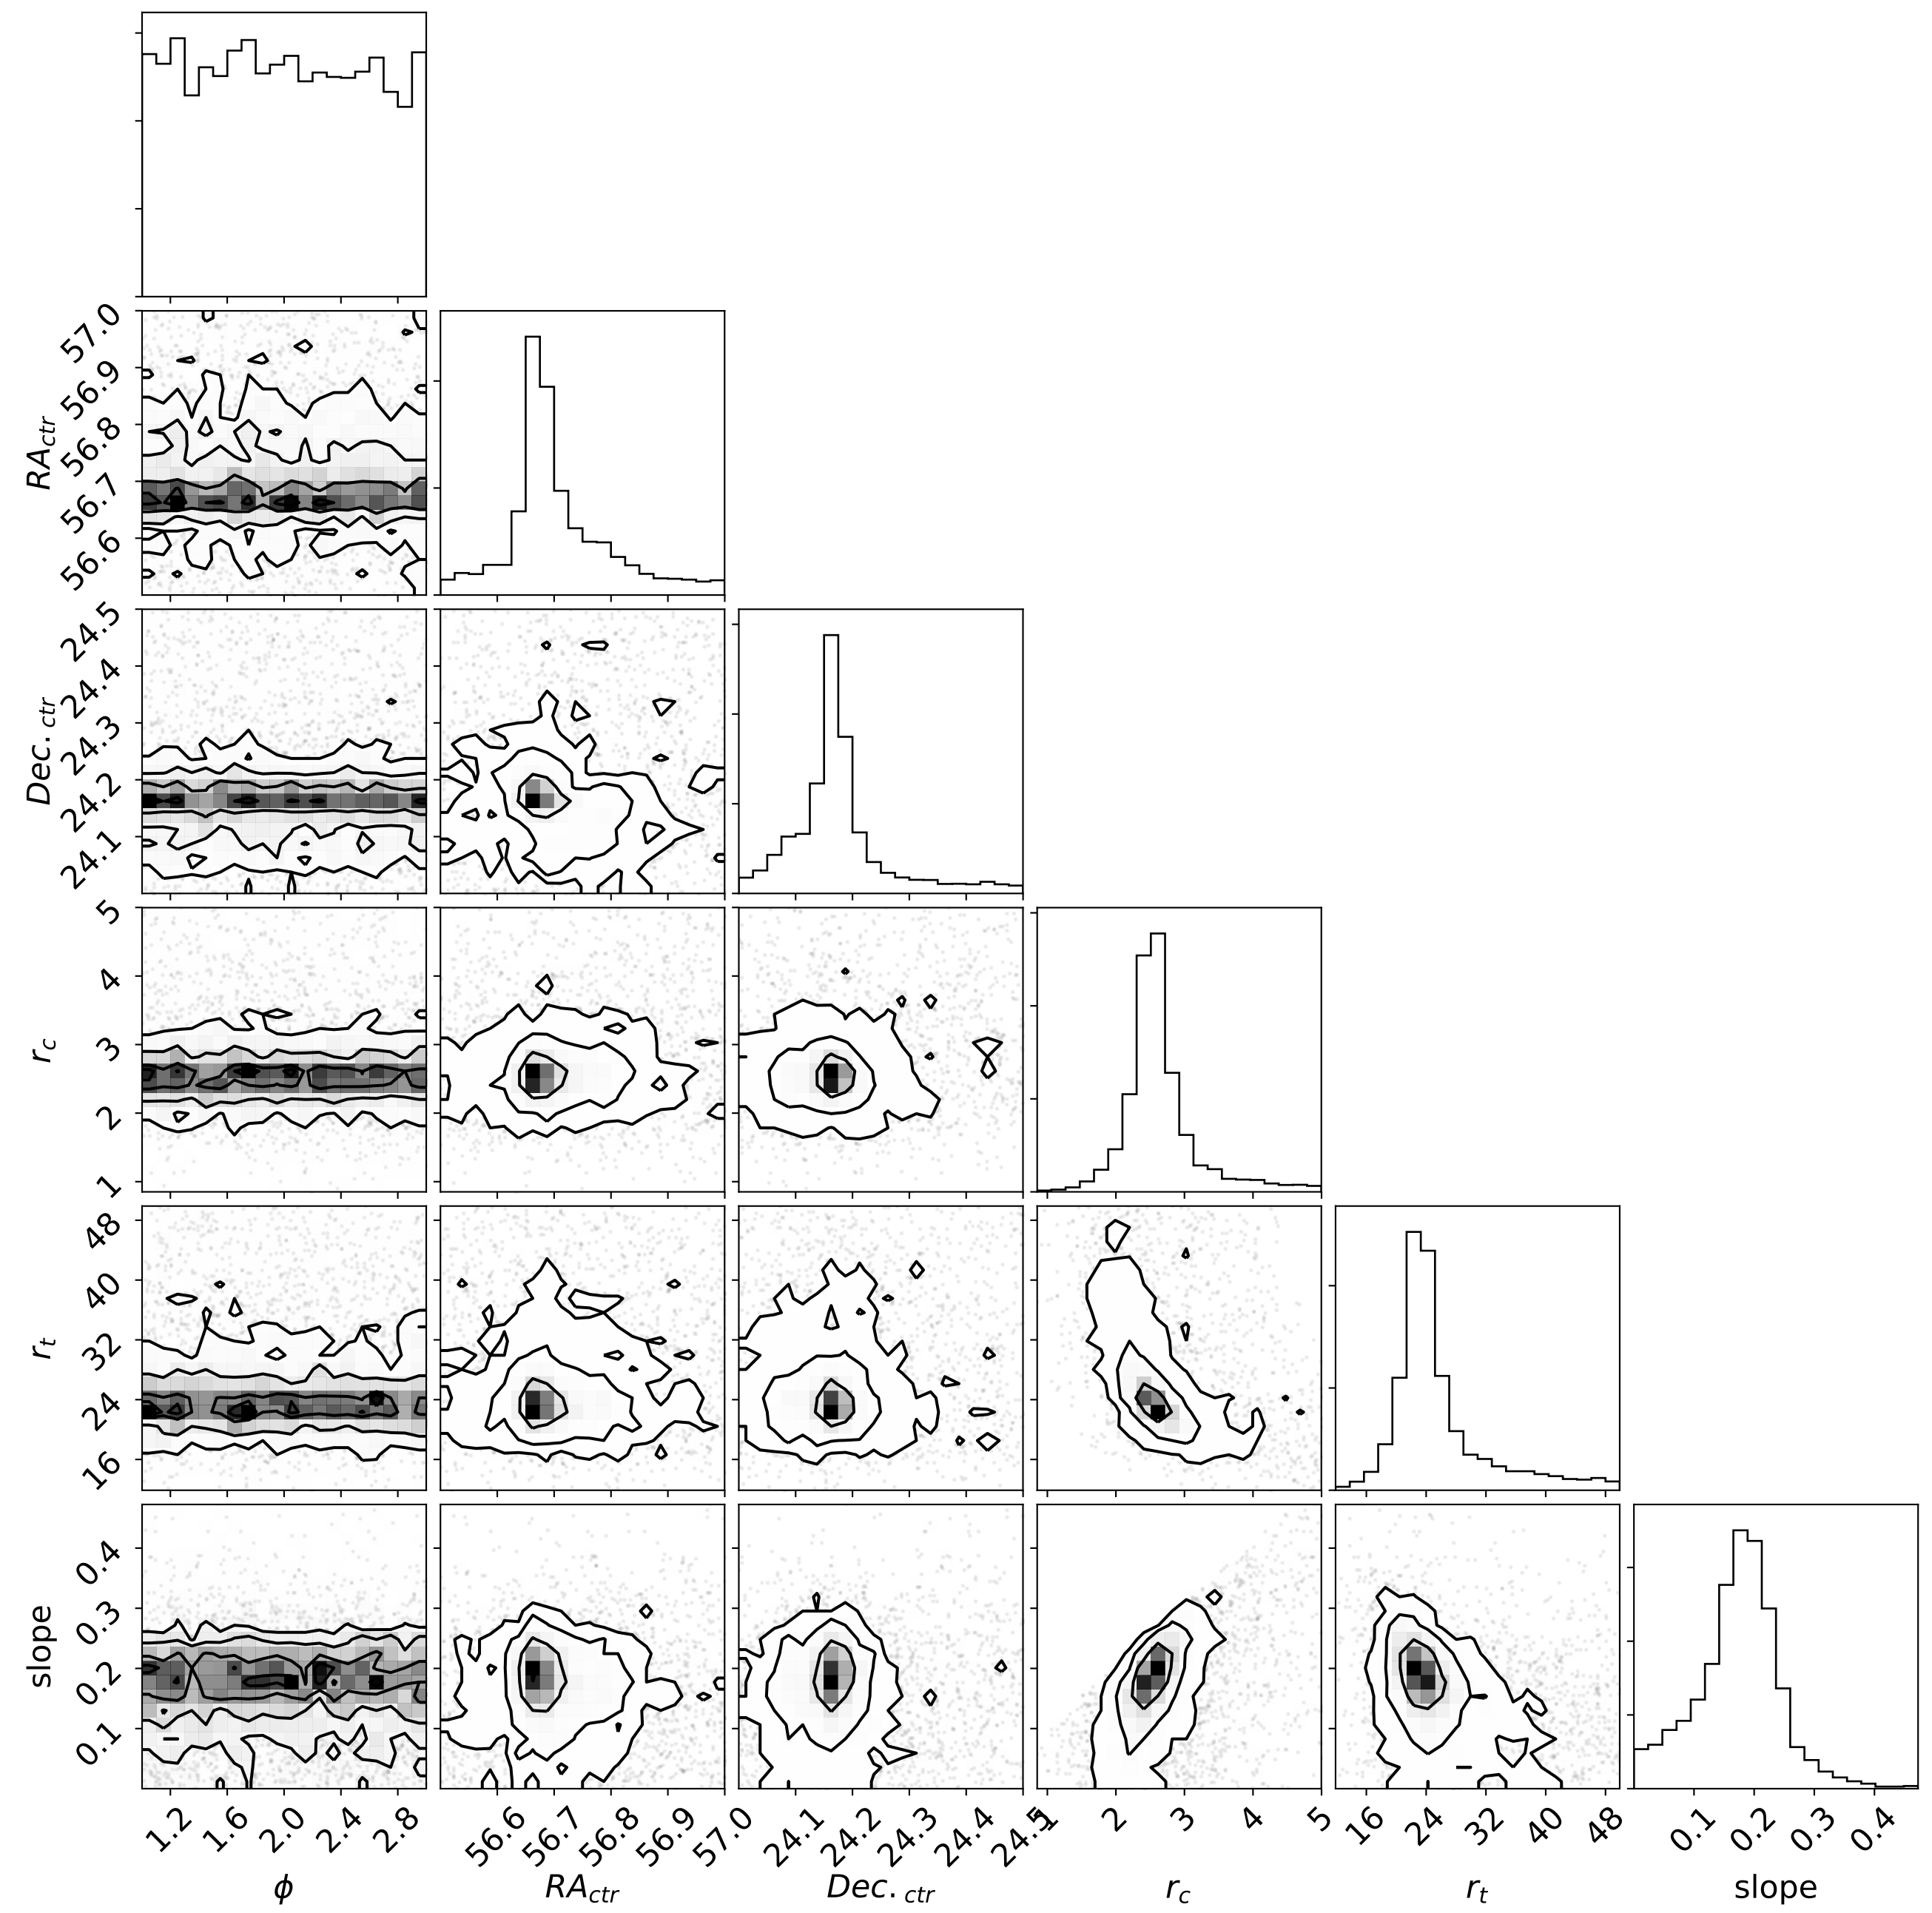 57.0
56.9
56.8
56.7
56.6
RA_ctr
24.5
24.4
24.3
24.2
24.1
Dec._ctr
5
4
3
2
1
r_c
48
40
32
24
16
r_t
0.4
0.3
0.2
0.1
slope
1.2 1.6 2.0 2.4 2.8
56.6 56.7 56.8 56.9 57.0
24.1 24.2 24.3 24.4 24.5
1 2 3 4 5
16 24 32 40 48
0.1 0.2 0.3 0.4
ϕ RA_ctr Dec._ctr r_c r_t slope